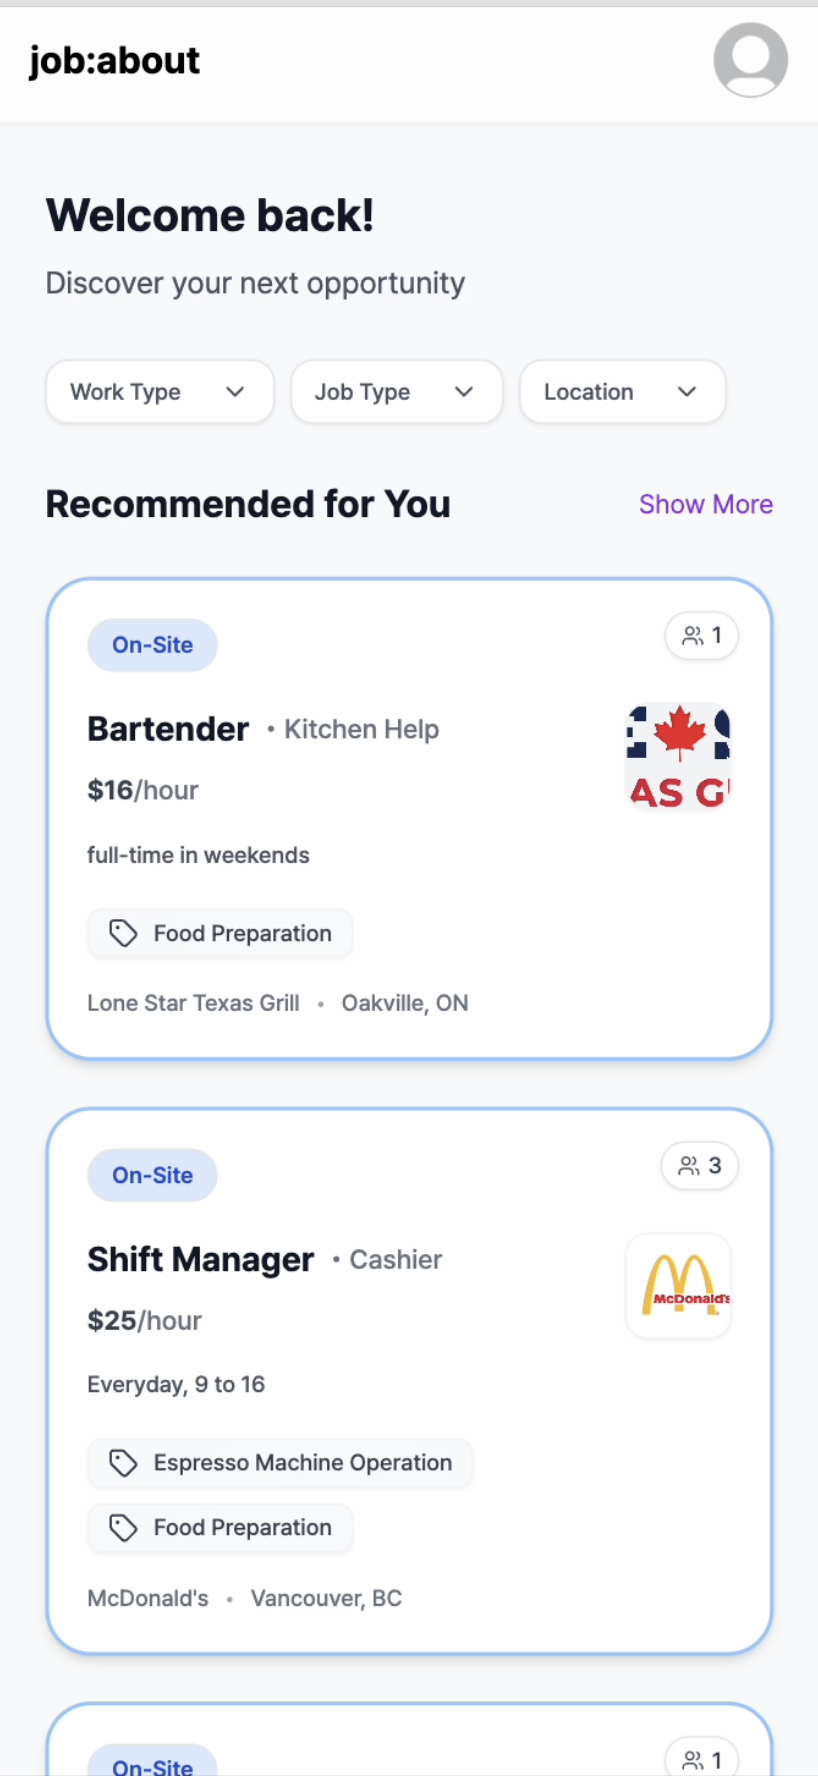 job:about
Welcome back!
Discover your next opportunity
Work Type Job Type Location
Recommended for You Show More
On-Site 1
Bartender • Kitchen Help
$16/hour
AS G
full-time in weekends
Food Preparation
Lone Star Texas Grill • Oakville, ON
On-Site 3
Shift Manager • Cashier
$25/hour
McDonald's
Everyday, 9 to 16
Espresso Machine Operation
Food Preparation
McDonald's • Vancouver, BC
On-Site 1